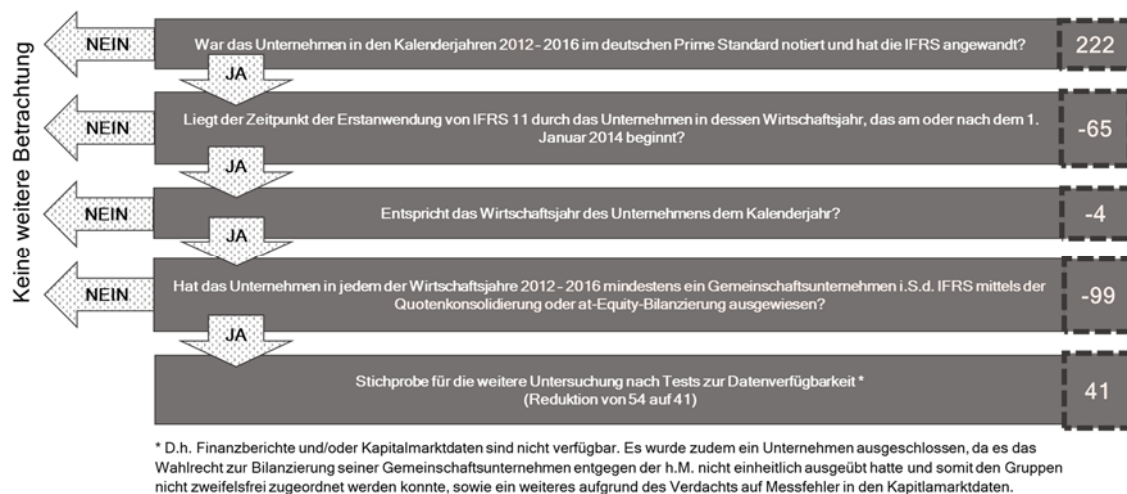 Keine weitere Betrachtung
NEIN
War das Unternehmen in den Kalenderjahren 2012 - 2016 im deutschen Prime Standard notiert und hat die IFRS angewandt?
222
JA
NEIN
Liegt der Zeitpunkt der Erstanwendung von IFRS 11 durch das Unternehmen in dessen Wirtschaftsjahr, das am oder nach dem 1.
Januar 2014 beginnt?
-65
JA
NEIN
Entspricht das Wirtschaftsjahr des Unternehmens dem Kalenderjahr?
-4
JA
NEIN
Hat das Unternehmen in jedem der Wirtschaftsjahre 2012 - 2016 mindestens ein Gemeinschaftsunternehmen i.S.d. IFRS mittels der
Quotenkonsolidierung oder at-Equity-Bilanzierung ausgewiesen?
-99
JA
Stichprobe für die weitere Untersuchung nach Tests zur Datenverfügbarkeit *
(Reduktion von 54 auf 41)
41
* D.h. Finanzberichte und/oder Kapitalmarktdaten sind nicht verfügbar. Es wurde zudem ein Unternehmen ausgeschlossen, da es das
Wahlrecht zur Bilanzierung seiner Gemeinschaftsunternehmen entgegen der h.M. nicht einheitlich ausgeübt hatte und somit den Gruppen
nicht zweifelsfrei zugeordnet werden konnte, sowie ein weiteres aufgrund des Verdachts auf Messfehler in den Kapitlamarktdaten.